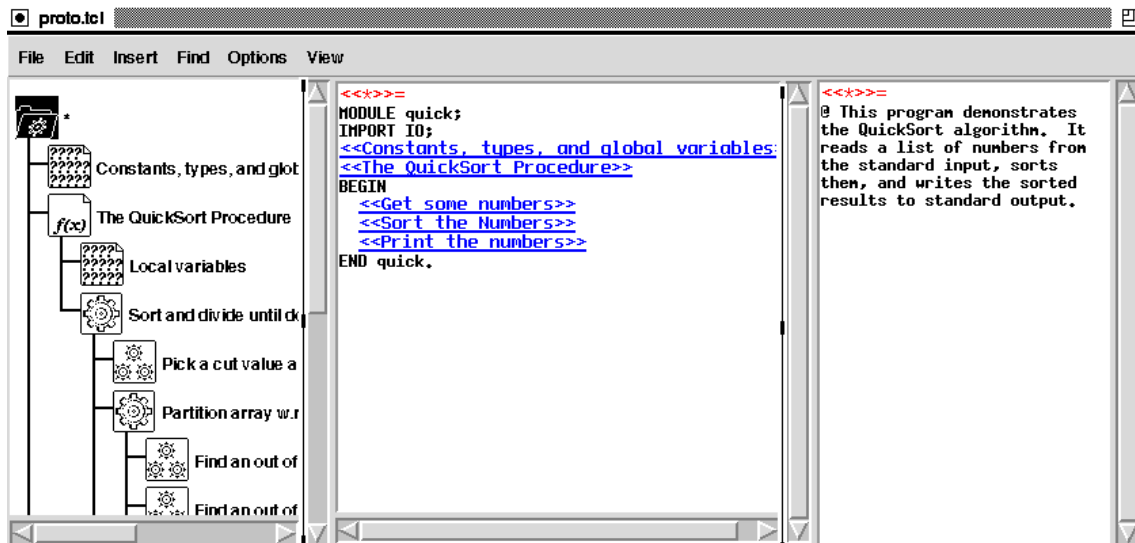 proto.tcl
File Edit Insert Find Options View
*
Constants, types, and glot
The QuickSort Procedure
Local variables
Sort and divide until do
Pick a cut value a
Partition array w.r
Find an out of
Find an out of
????
?????
?????
f(x)
????
?????
?????
<<*>>=
MODULE quick;
IMPORT IO;
<<Constants, types, and global variables>
<<The QuickSort Procedure>>
BEGIN
<<Get some numbers>>
<<Sort the Numbers>>
<<Print the numbers>>
END quick.
<<*>>=
@ This program demonstrates
the QuickSort algorithm. It
reads a list of numbers from
the standard input, sorts
them, and writes the sorted
results to standard output.